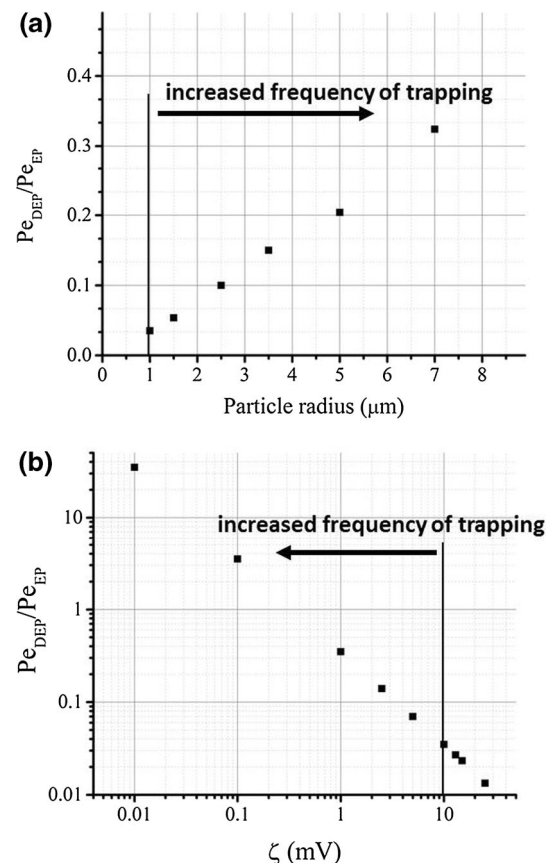 (a)
increased frequency of trapping
Pe_DEP/Pe_EP
0.4
0.3
0.2
0.1
0.0
0 1 2 3 4 5 6 7 8
Particle radius (μm)
(b)
increased frequency of trapping
Pe_DEP/Pe_EP
10
1
0.1
0.01
0.01 0.1 1 10
ζ (mV)